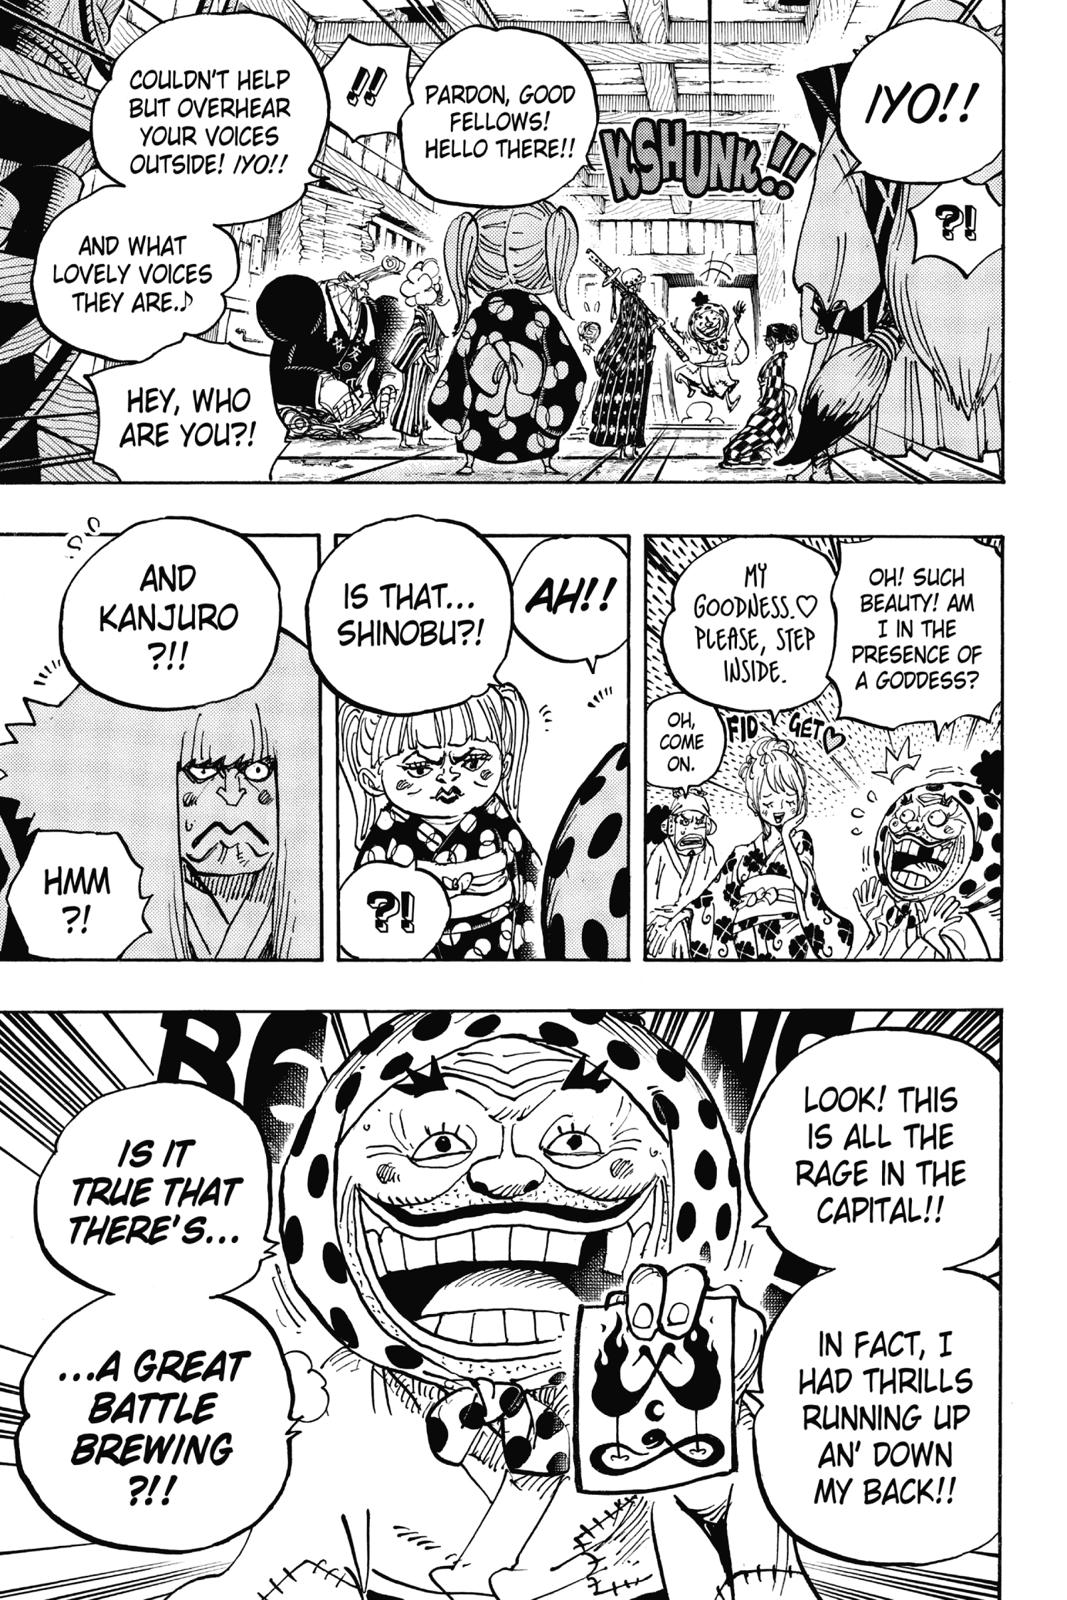 IYO!!
?!
KSHUNK!!
PARDON, GOOD
FELLOWS!
HELLO THERE!!
!!
COULDN'T HELP
BUT OVERHEAR
YOUR VOICES
OUTSIDE! IYO!!
AND WHAT
LOVELY VOICES
THEY ARE.♪
HEY, WHO
ARE YOU?!
OH! SUCH
BEAUTY! AM
I IN THE
PRESENCE OF
A GODDESS?
MY
GOODNESS.♡
PLEASE, STEP
INSIDE.
FIDGET♡
OH,
COME
ON.
AH!!
IS THAT...
SHINOBU?!
?!
AND
KANJURO
?!!
HMM
?!
LOOK! THIS
IS ALL THE
RAGE IN THE
CAPITAL!!
IN FACT, I
HAD THRILLS
RUNNING UP
AN' DOWN
MY BACK!!
IS IT
TRUE THAT
THERE'S...
...A GREAT
BATTLE
BREWING
?!!